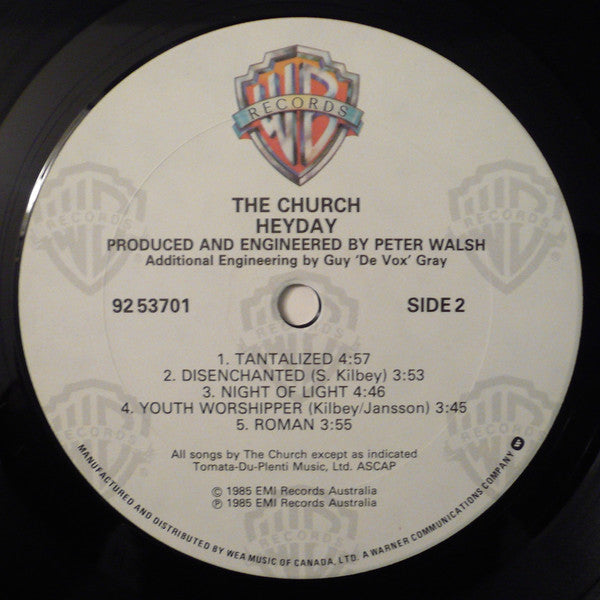 WB
RECORDS
THE CHURCH
HEYDAY
PRODUCED AND ENGINEERED BY PETER WALSH
Additional Engineering by Guy 'De Vox' Gray
92 53701
SIDE 2
1. TANTALIZED 4:57
2. DISENCHANTED (S. Kilbey) 3:53
3. NIGHT OF LIGHT 4:46
4. YOUTH WORSHIPPER (Kilbey/Jansson) 3:45
5. ROMAN 3:55
All songs by The Church except as indicated
Tomata-Du-Plenti Music, Ltd. ASCAP
© 1985 EMI Records Australia
℗ 1985 EMI Records Australia
MANUFACTURED AND DISTRIBUTED BY WEA MUSIC OF CANADA, LTD. A WARNER COMMUNICATIONS COMPANY